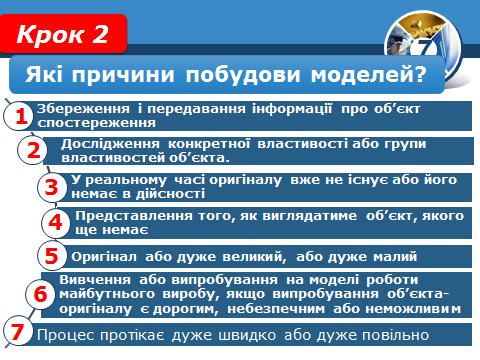 Крок 2
7
Які причини побудови моделей?
1 Збереження і передавання інформації про об’єкт
спостереження
2 Дослідження конкретної властивості або групи
властивостей об’єкта.
3 У реальному часі оригіналу вже не існує або його
немає в дійсності
4 Представлення того, як виглядатиме об’єкт, якого
ще немає
5 Оригінал або дуже великий, або дуже малий
6 Вивчення або випробування на моделі роботи
майбутнього виробу, якщо випробування об’єкта-
оригіналу є дорогим, небезпечним або неможливим
7 Процес протікає дуже швидко або дуже повільно